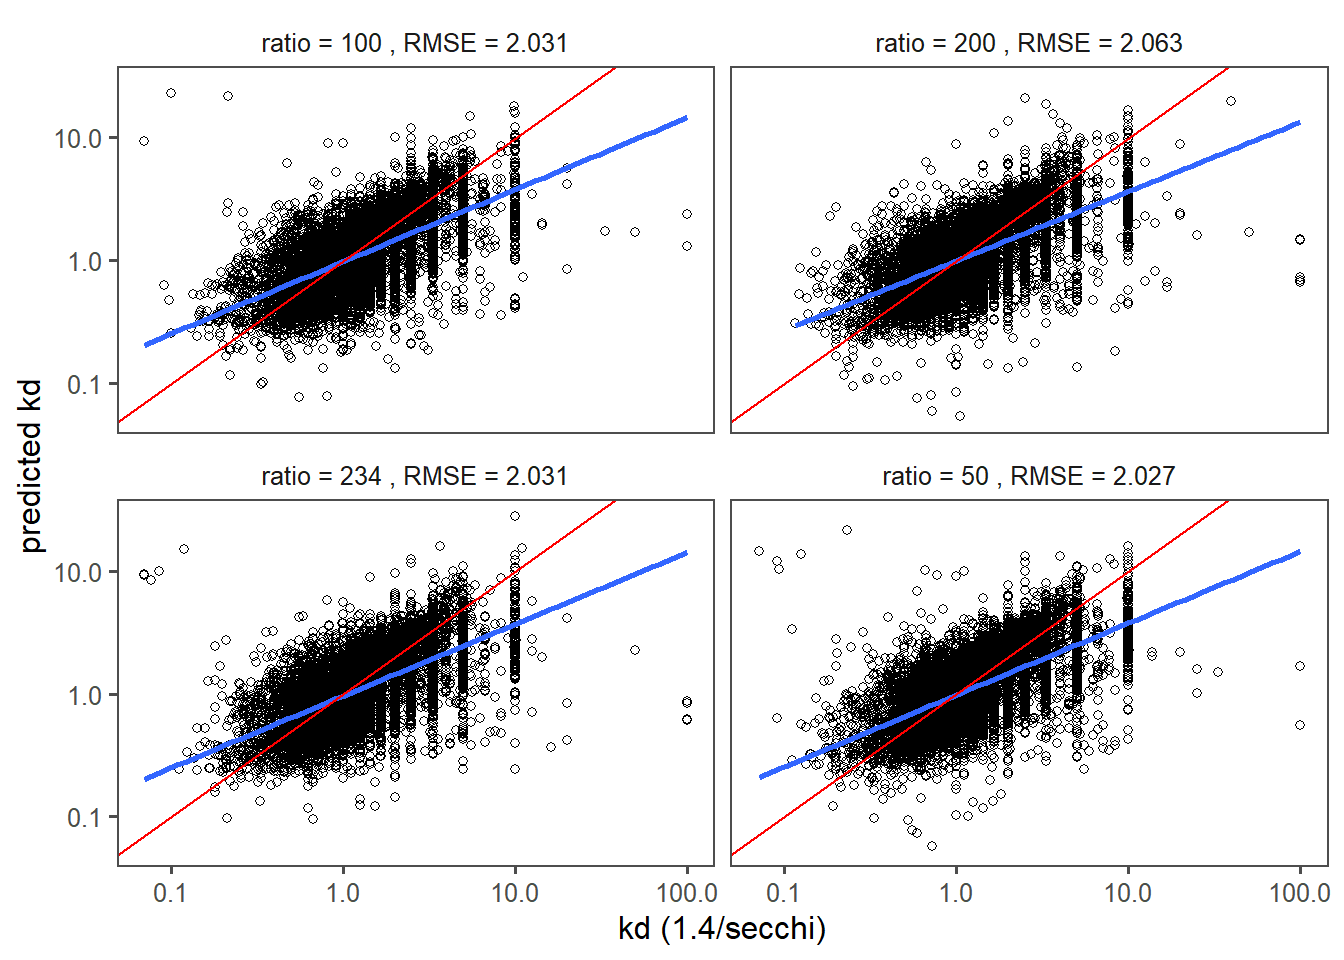 ratio = 100 , RMSE = 2.031
ratio = 200 , RMSE = 2.063
10.0
1.0
0.1
predicted kd
ratio = 234 , RMSE = 2.031
ratio = 50 , RMSE = 2.027
10.0
1.0
0.1
0.1 1.0 10.0 100.0 0.1 1.0 10.0 100.0
kd (1.4/secchi)